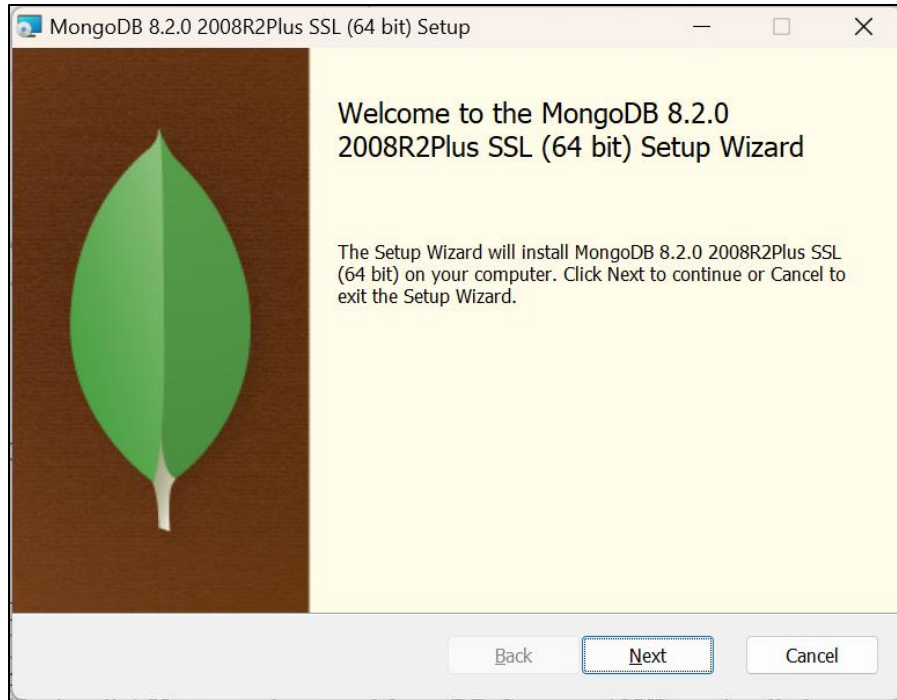 MongoDB 8.2.0 2008R2Plus SSL (64 bit) Setup
Welcome to the MongoDB 8.2.0
2008R2Plus SSL (64 bit) Setup Wizard
The Setup Wizard will install MongoDB 8.2.0 2008R2Plus SSL
(64 bit) on your computer. Click Next to continue or Cancel to
exit the Setup Wizard.
Back
Next
Cancel